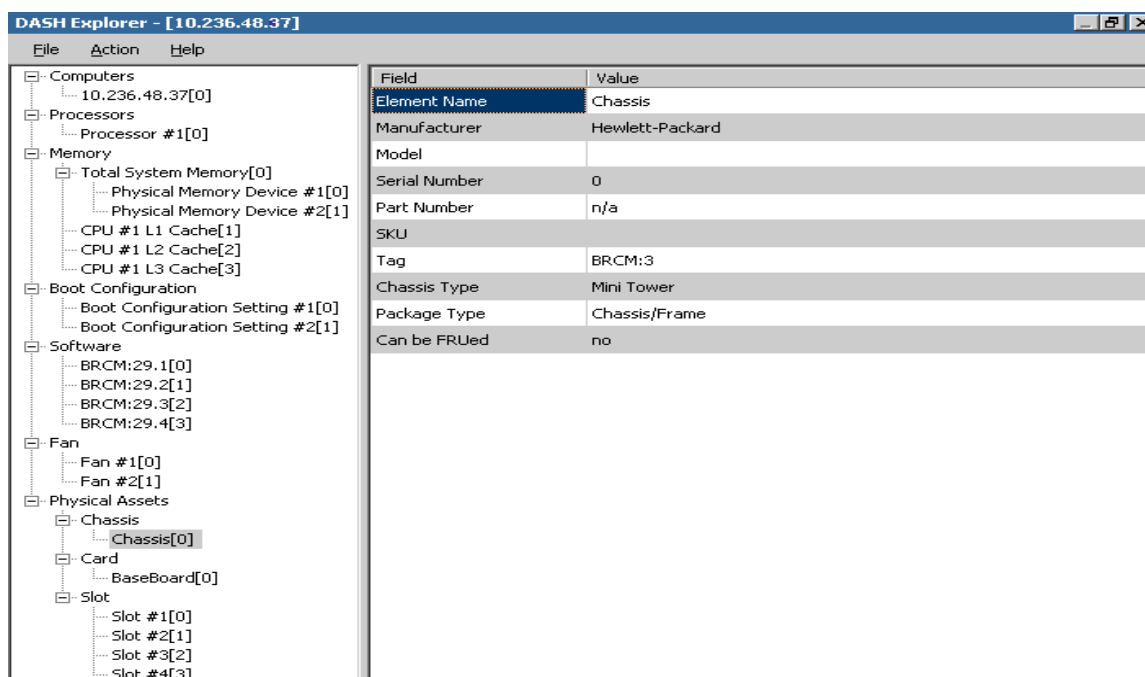 DASH Explorer - [10.236.48.37]
File Action Help
Computers
10.236.48.37[0]
Processors
Processor #1[0]
Memory
Total System Memory[0]
Physical Memory Device #1[0]
Physical Memory Device #2[1]
CPU #1 L1 Cache[1]
CPU #1 L2 Cache[2]
CPU #1 L3 Cache[3]
Boot Configuration
Boot Configuration Setting #1[0]
Boot Configuration Setting #2[1]
Software
BRCM:29.1[0]
BRCM:29.2[1]
BRCM:29.3[2]
BRCM:29.4[3]
Fan
Fan #1[0]
Fan #2[1]
Physical Assets
Chassis
Chassis[0]
Card
BaseBoard[0]
Slot
Slot #1[0]
Slot #2[1]
Slot #3[2]
Slot #4[3]
Field Value
Element Name Chassis
Manufacturer Hewlett-Packard
Model
Serial Number 0
Part Number n/a
SKU
Tag BRCM:3
Chassis Type Mini Tower
Package Type Chassis/Frame
Can be FRUed no